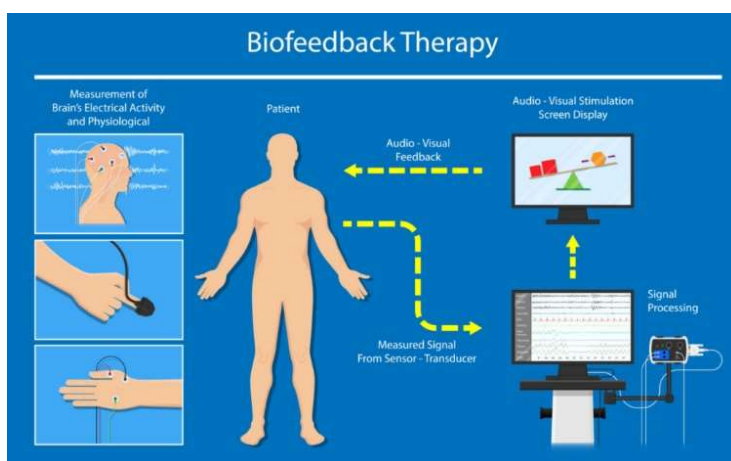 Biofeedback Therapy
Measurement of
Brain's Electrical Activity
and Physiological
Patient
Audio - Visual Stimulation
Screen Display
Audio - Visual
Feedback
Signal
Processing
Measured Signal
From Sensor - Transducer